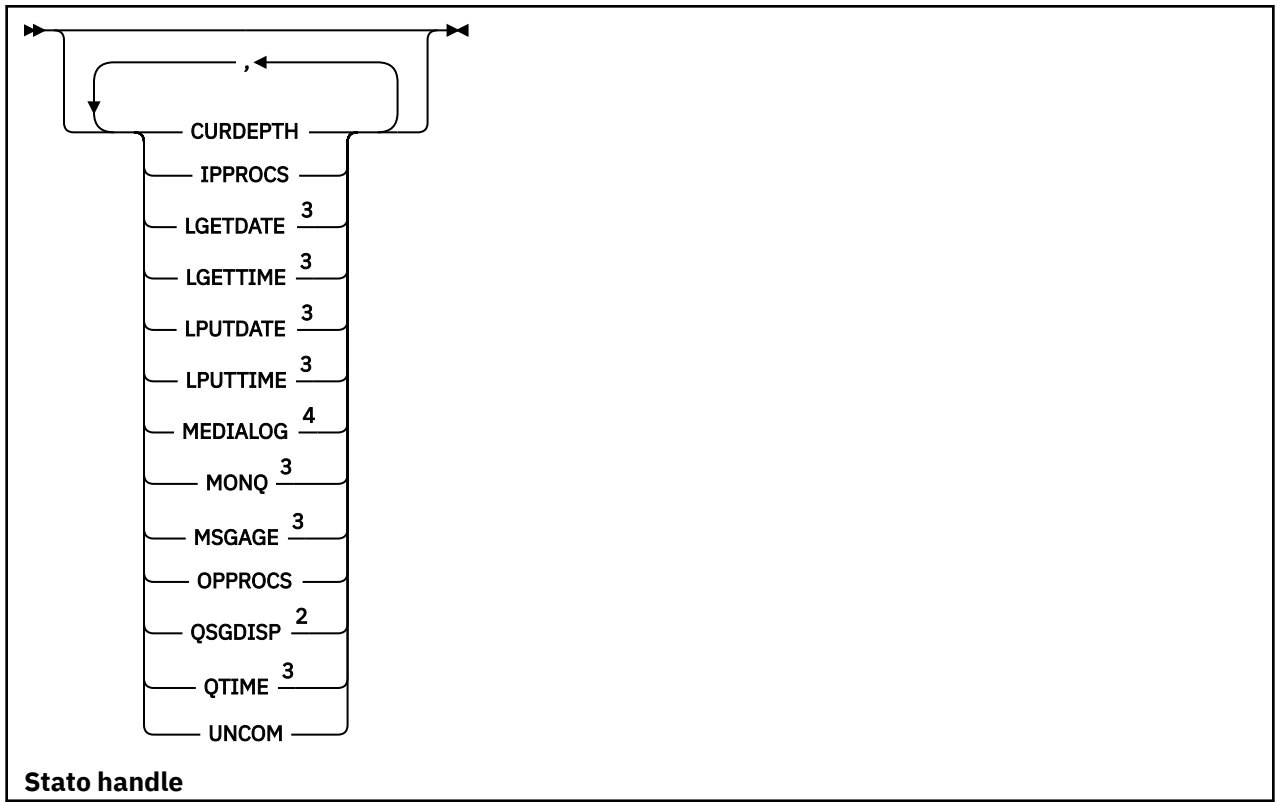 ,
CURDEPTH
IPPROCS
LGETDATE 3
LGETTIME 3
LPUTDATE 3
LPUTTIME 3
MEDIALOG 4
MONQ 3
MSGAGE 3
OPPROCS
QSGDISP 2
QTIME 3
UNCOM
Stato handle